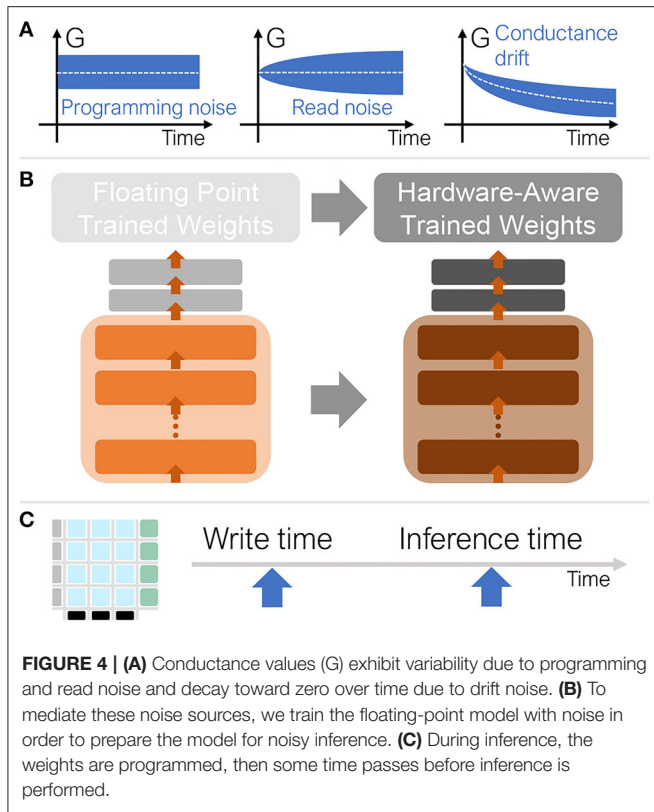 A
G
Programming noise
Time
G
Read noise
Time
G
Conductance
drift
Time
B
Floating Point
Trained Weights
Hardware-Aware
Trained Weights
C
Write time
Inference time
Time
FIGURE 4 | (A) Conductance values (G) exhibit variability due to programming
and read noise and decay toward zero over time due to drift noise. (B) To
mediate these noise sources, we train the floating-point model with noise in
order to prepare the model for noisy inference. (C) During inference, the
weights are programmed, then some time passes before inference is
performed.